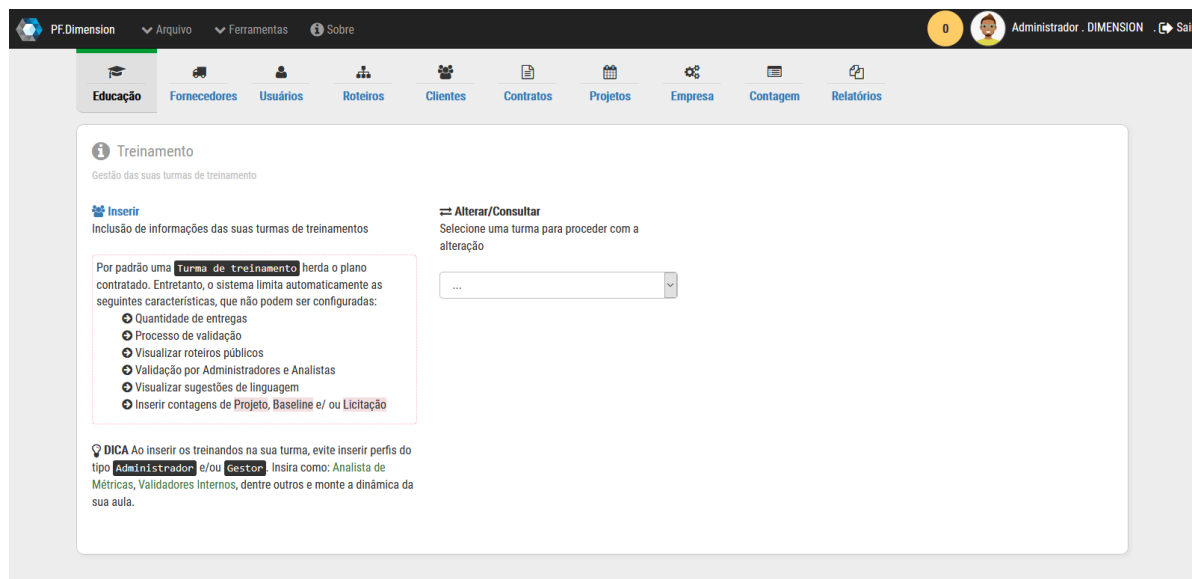 PF.Dimension Arquivo Ferramentas Sobre 0 Administrador . DIMENSION . Sai
Educação Fornecedores Usuários Roteiros Clientes Contratos Projetos Empresa Contagem Relatórios
Treinamento
Gestão das suas turmas de treinamento
Inserir
Inclusão de informações das suas turmas de treinamentos
Por padrão uma Turma de treinamento herda o plano
contratado. Entretanto, o sistema limita automaticamente as
seguintes características, que não podem ser configuradas:
Quantidade de entregas
Processo de validação
Visualizar roteiros públicos
Validação por Administradores e Analistas
Visualizar sugestões de linguagem
Inserir contagens de Projeto, Baseline e/ ou Licitação
DICA Ao inserir os treinandos na sua turma, evite inserir perfis do
tipo Administrador e/ou Gestor. Insira como: Analista de
Métricas, Validadores Internos, dentre outros e monte a dinâmica da
sua aula.
Alterar/Consultar
Selecione uma turma para proceder com a
alteração
...